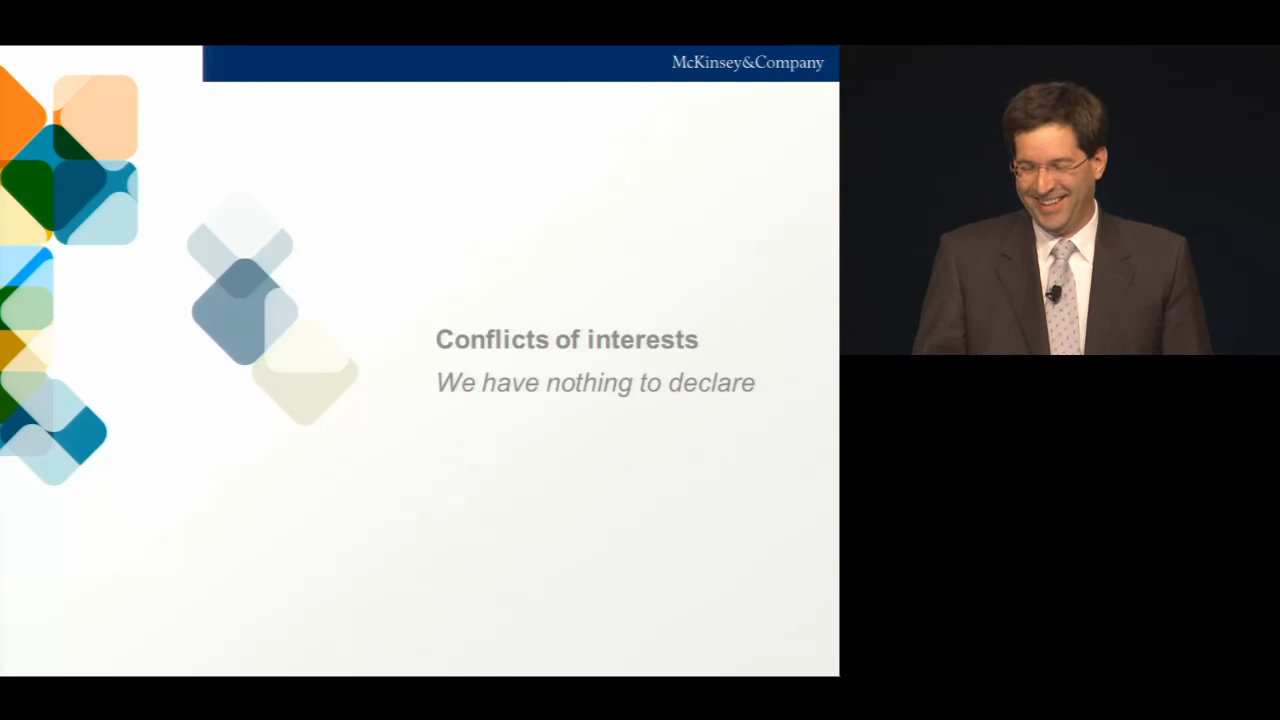 McKinsey&Company
Conflicts of interests
We have nothing to declare